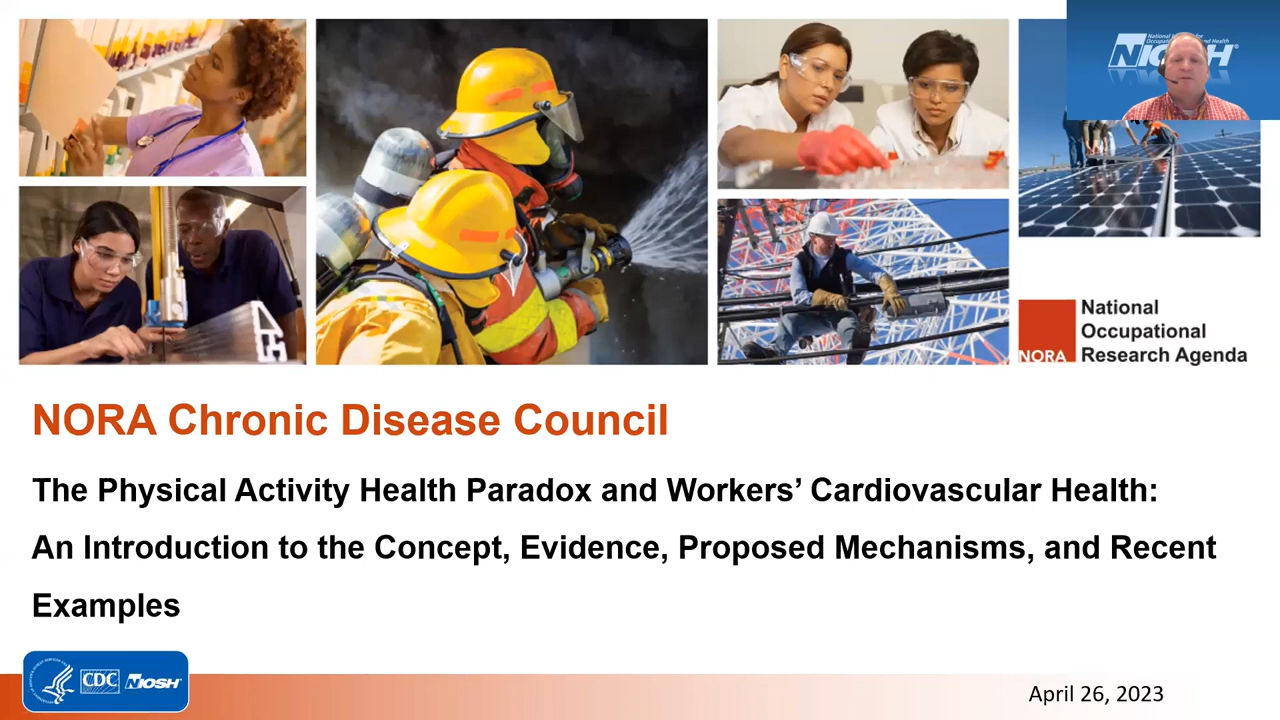 National
Occupational
Research Agenda
NORA
NORA Chronic Disease Council
The Physical Activity Health Paradox and Workers’ Cardiovascular Health:
An Introduction to the Concept, Evidence, Proposed Mechanisms, and Recent
Examples
CDC
NIOSH
April 26, 2023